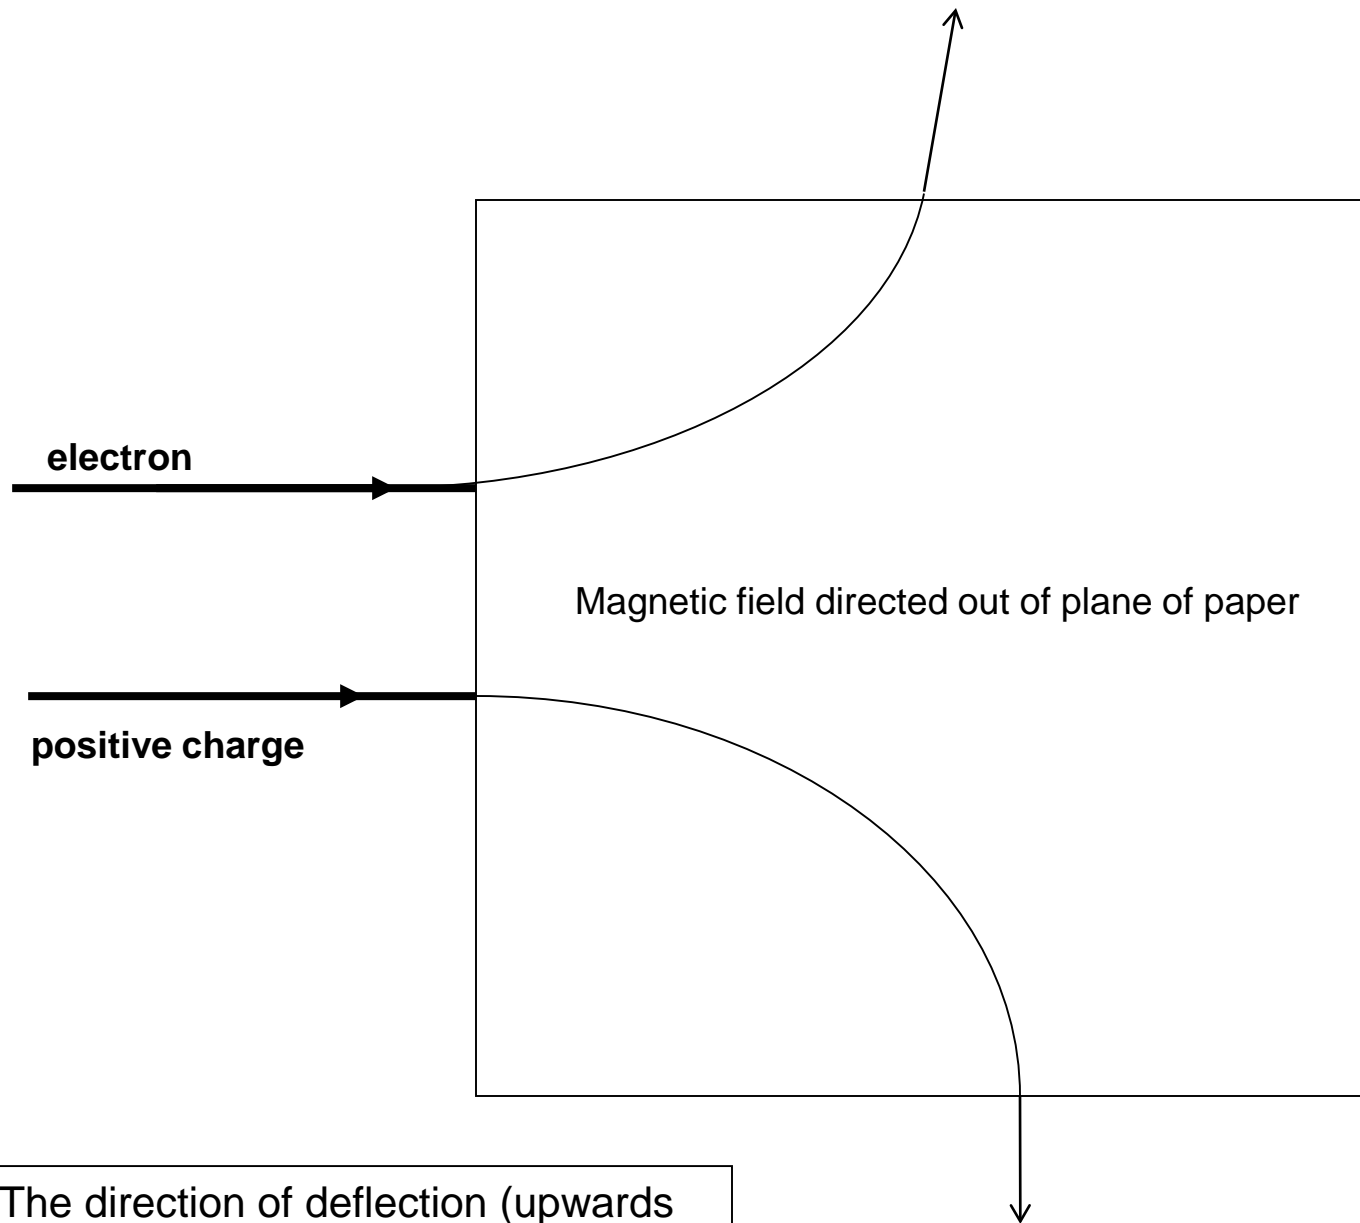 electron
Magnetic field directed out of plane of paper
positive charge
The direction of deflection (upwards